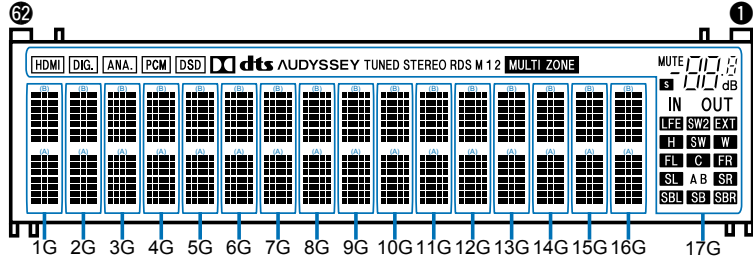 62 1
HDMI DIG. ANA. PCM DSD dts AUDYSSEY TUNED STEREO RDS M 1 2 MULTI ZONE MUTE
-00.0
S dB
IN OUT
(B) (B) (B) (B) (B) (B) (B) (B) (B) (B) (B) (B) (B) (B) (B) (B)
LFE SW2 EXT
H SW W
(A) (A) (A) (A) (A) (A) (A) (A) (A) (A) (A) (A) (A) (A) (A) (A)
FL C FR
SL A B SR
SBL SB SBR
1G 2G 3G 4G 5G 6G 7G 8G 9G 10G 11G 12G 13G 14G 15G 16G 17G